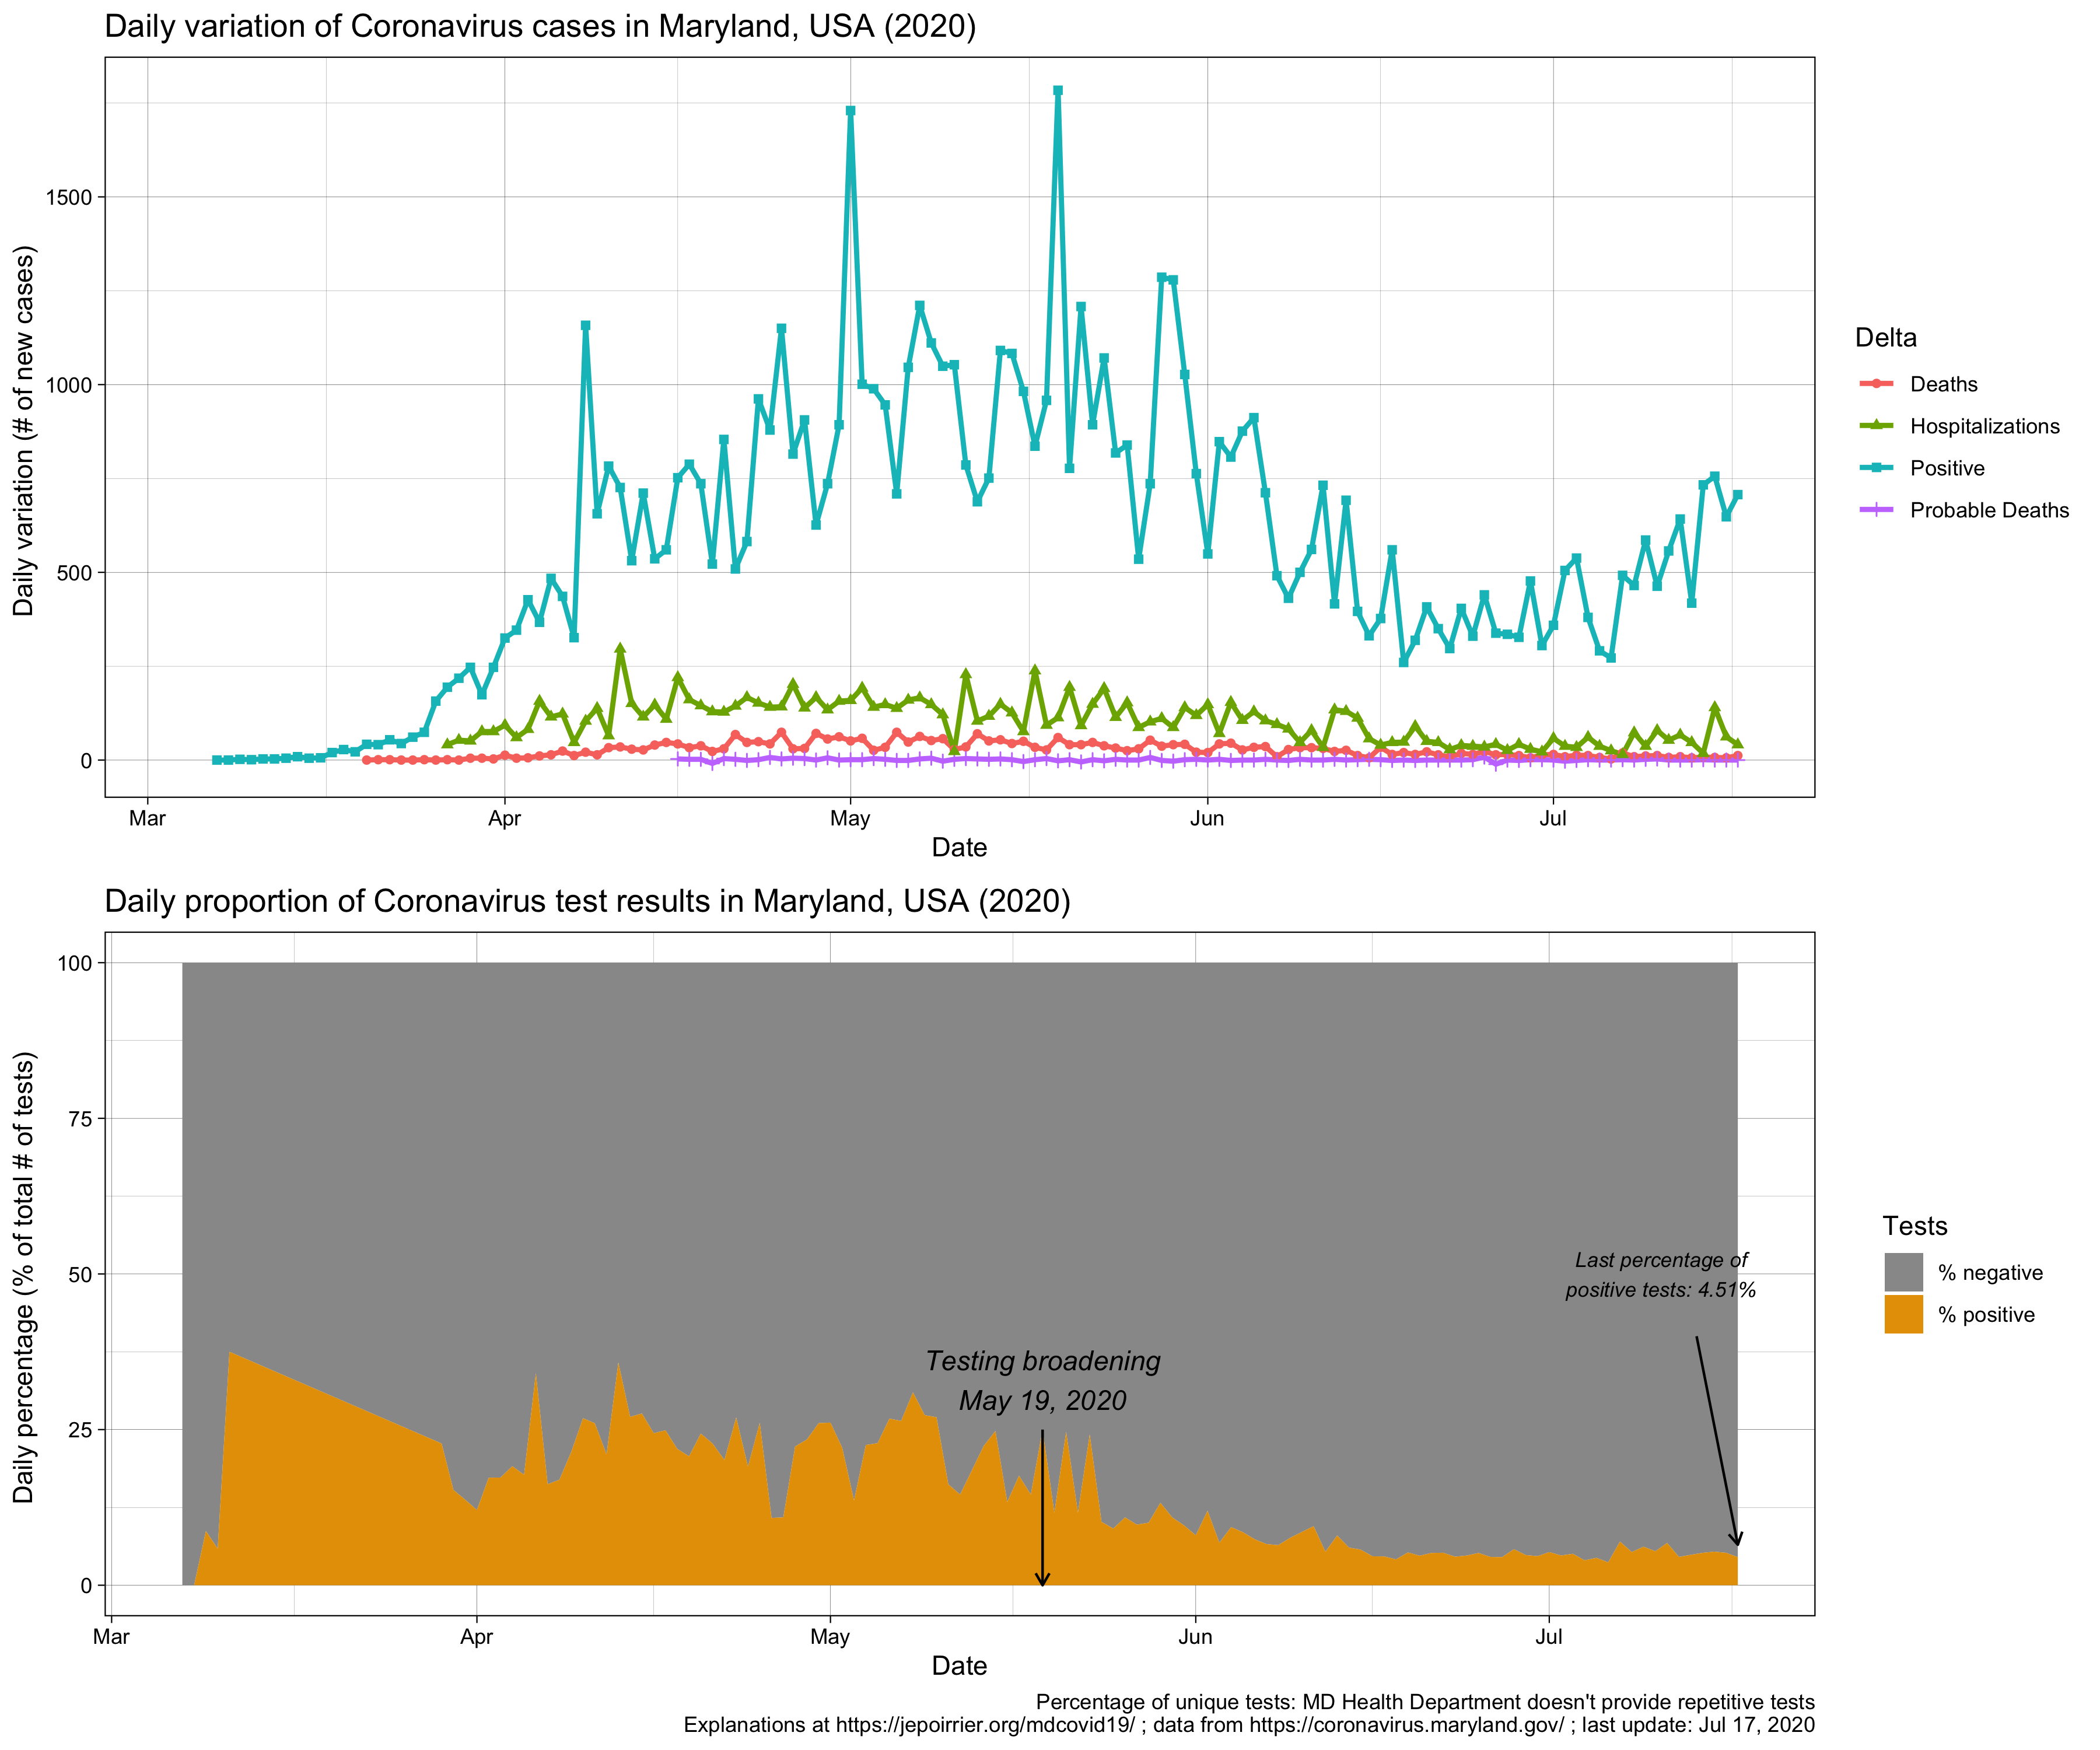 Daily variation of Coronavirus cases in Maryland, USA (2020)
Daily variation (# of new cases)
1500
1000
500
0
Mar Apr May Jun Jul
Date
Delta
Deaths
Hospitalizations
Positive
Probable Deaths
Daily proportion of Coronavirus test results in Maryland, USA (2020)
Daily percentage (% of total # of tests)
100
75
50
25
0
Last percentage of
positive tests: 4.51%
Testing broadening
May 19, 2020
Mar Apr May Jun Jul
Date
Tests
% negative
% positive
Percentage of unique tests: MD Health Department doesn't provide repetitive tests
Explanations at https://jepoirrier.org/mdcovid19/ ; data from https://coronavirus.maryland.gov/ ; last update: Jul 17, 2020